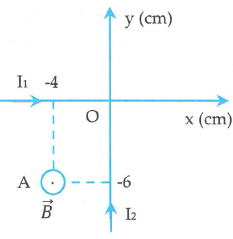 y (cm)
I₁ -4
O
x (cm)
A -6
B⃗
I₂